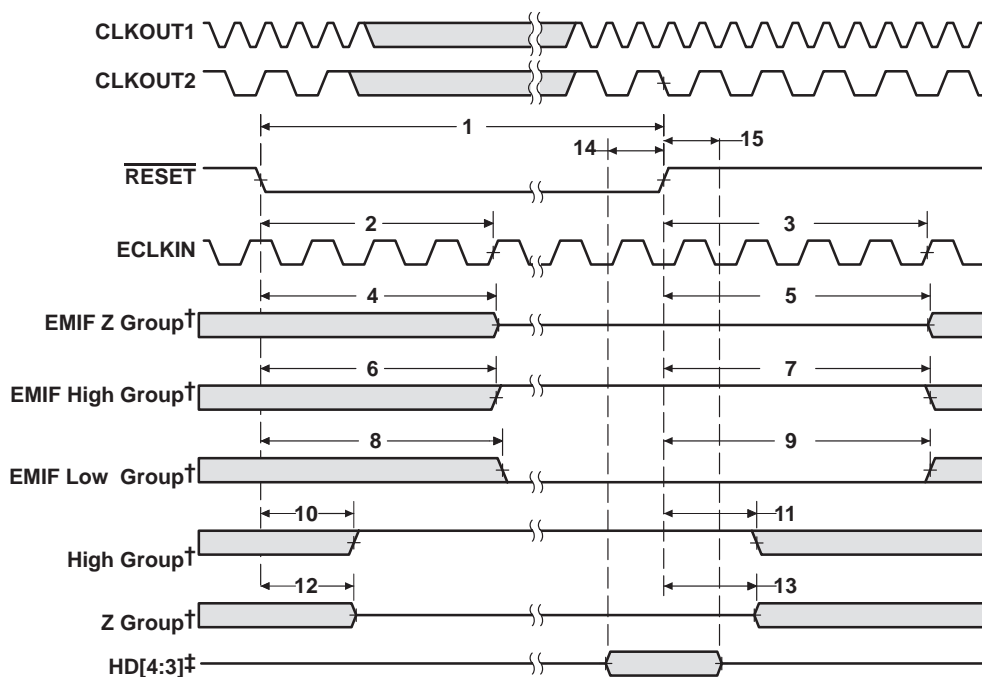 CLKOUT1
CLKOUT2
1
14
15
RESET
2
3
ECLKIN
4
5
EMIF Z Group†
6
7
EMIF High Group†
8
9
EMIF Low Group†
10
11
High Group†
12
13
Z Group†
HD[4:3]‡